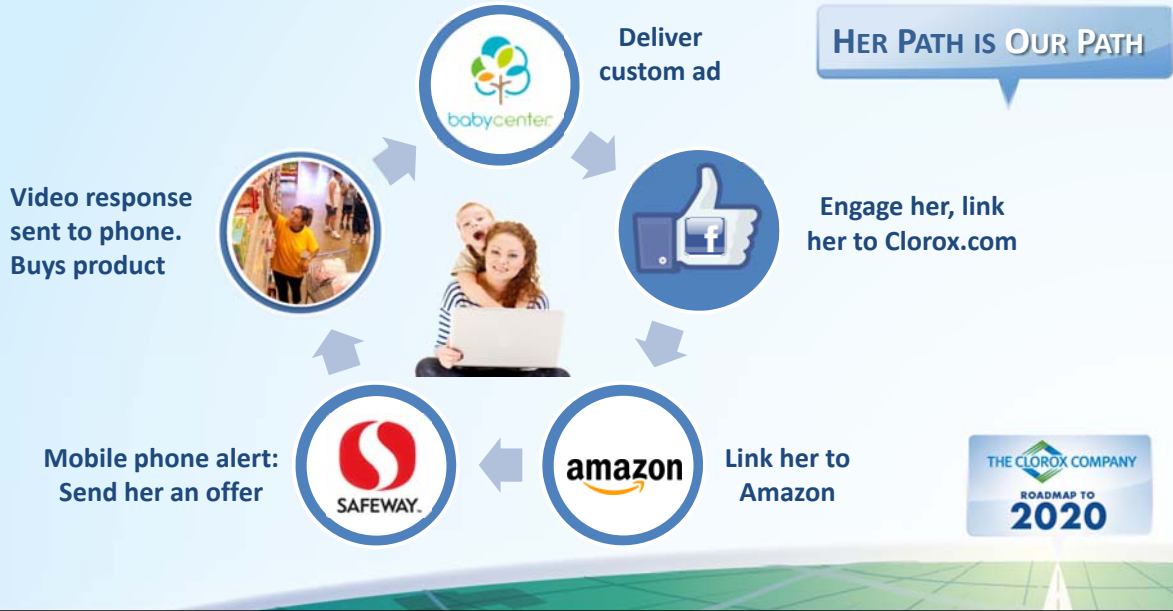 HER PATH IS OUR PATH
babycenter
Deliver
custom ad
f
Engage her, link
her to Clorox.com
amazon
Link her to
Amazon
SAFEWAY
Mobile phone alert:
Send her an offer
Video response
sent to phone.
Buys product
THE CLOROX COMPANY
ROADMAP TO
2020